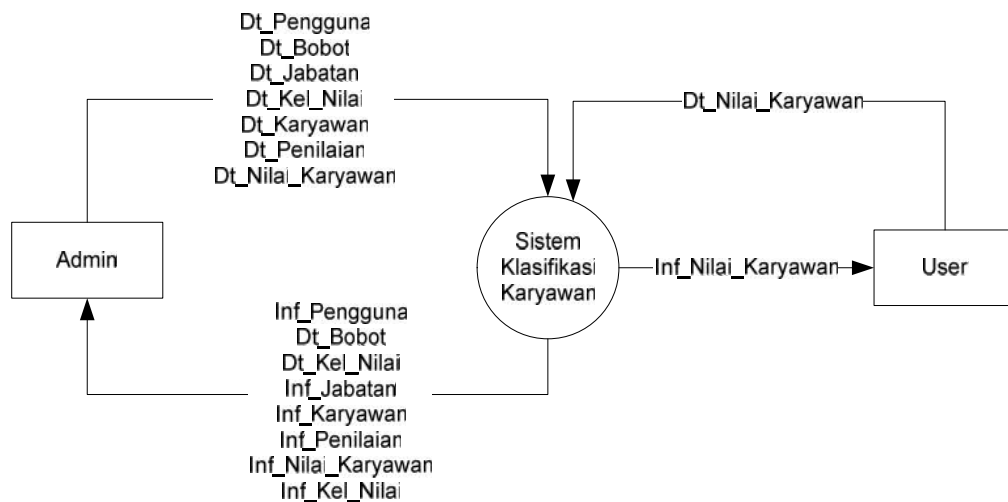 Dt_Pengguna
Dt_Bobot
Dt_Jabatan
Dt_Kel_Nilai
Dt_Karyawan
Dt_Penilaian
Dt_Nilai_Karyawan
Dt_Nilai_Karyawan
Admin
Sistem
Klasifikasi
Karyawan
Inf_Nilai_Karyawan
User
Inf_Pengguna
Dt_Bobot
Dt_Kel_Nilai
Inf_Jabatan
Inf_Karyawan
Inf_Penilaian
Inf_Nilai_Karyawan
Inf_Kel_Nilai